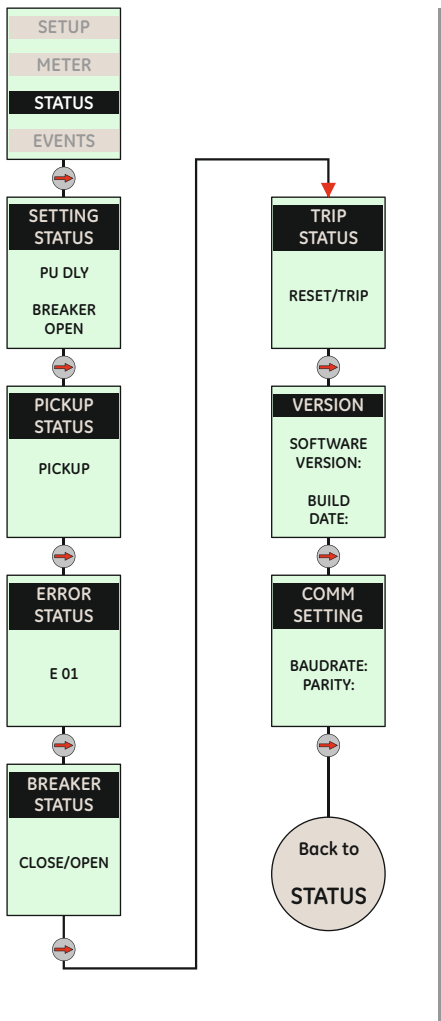 SETUP
METER
STATUS
EVENTS
SETTING
STATUS
PU DLY
BREAKER
OPEN
PICKUP
STATUS
PICKUP
ERROR
STATUS
E 01
BREAKER
STATUS
CLOSE/OPEN
TRIP
STATUS
RESET/TRIP
VERSION
SOFTWARE
VERSION:
BUILD
DATE:
COMM
SETTING
BAUDRATE:
PARITY:
Back to
STATUS